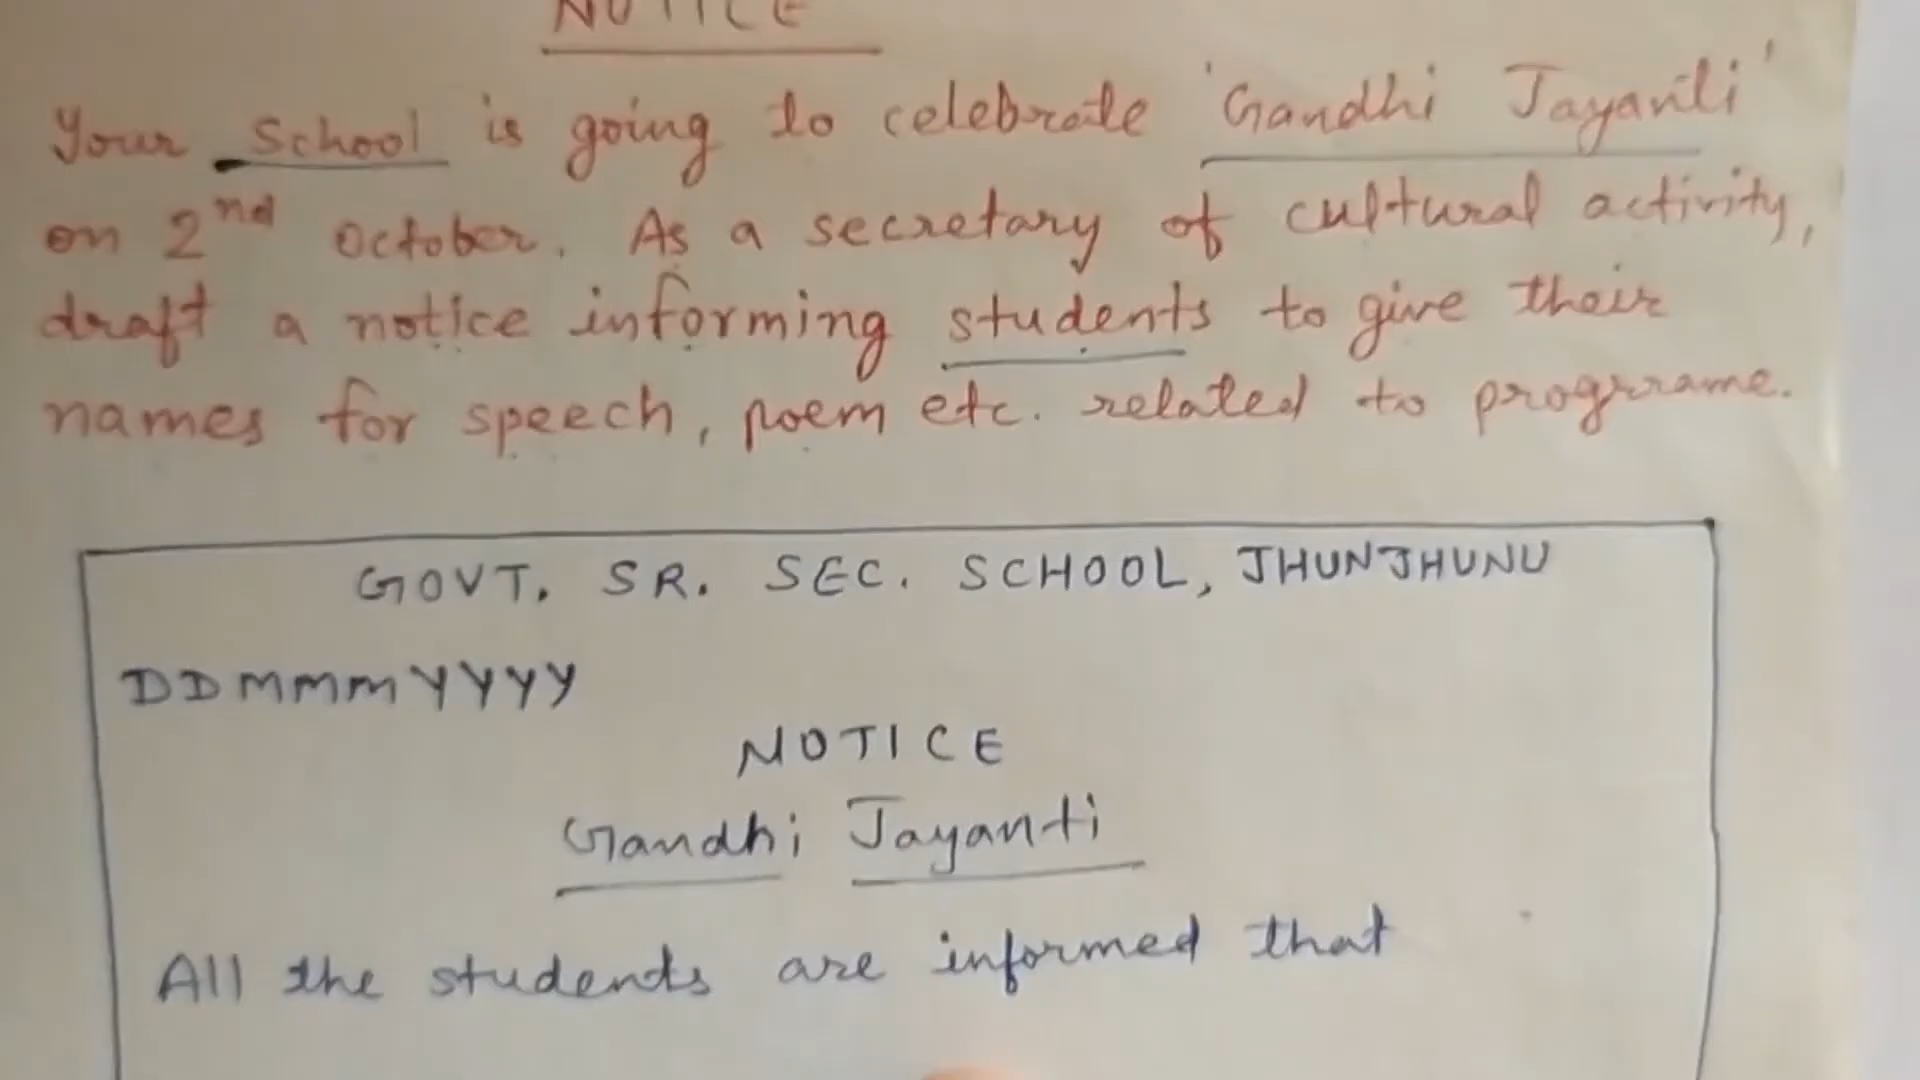 NOTICE
Your School is going to celebrate 'Gandhi Jayanti'
on 2nd October. As a secretary of cultural activity,
draft a notice informing students to give their
names for speech, poem etc. related to programe.
GOVT. SR. SEC. SCHOOL, JHUNJHUNU
DDMMMYYYY
NOTICE
Gandhi Jayanti
All the students are informed that